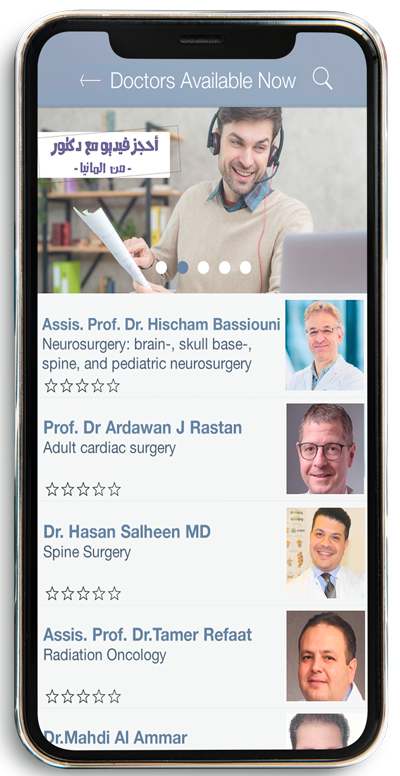 Doctors Available Now
أحجز فيديو مع دكتور
- من المانيا -
Assis. Prof. Dr. Hischam Bassiouni
Neurosurgery: brain-, skull base-,
spine, and pediatric neurosurgery
Prof. Dr Ardawan J Rastan
Adult cardiac surgery
Dr. Hasan Salheen MD
Spine Surgery
Assis. Prof. Dr.Tamer Refaat
Radiation Oncology
Dr.Mahdi Al Ammar